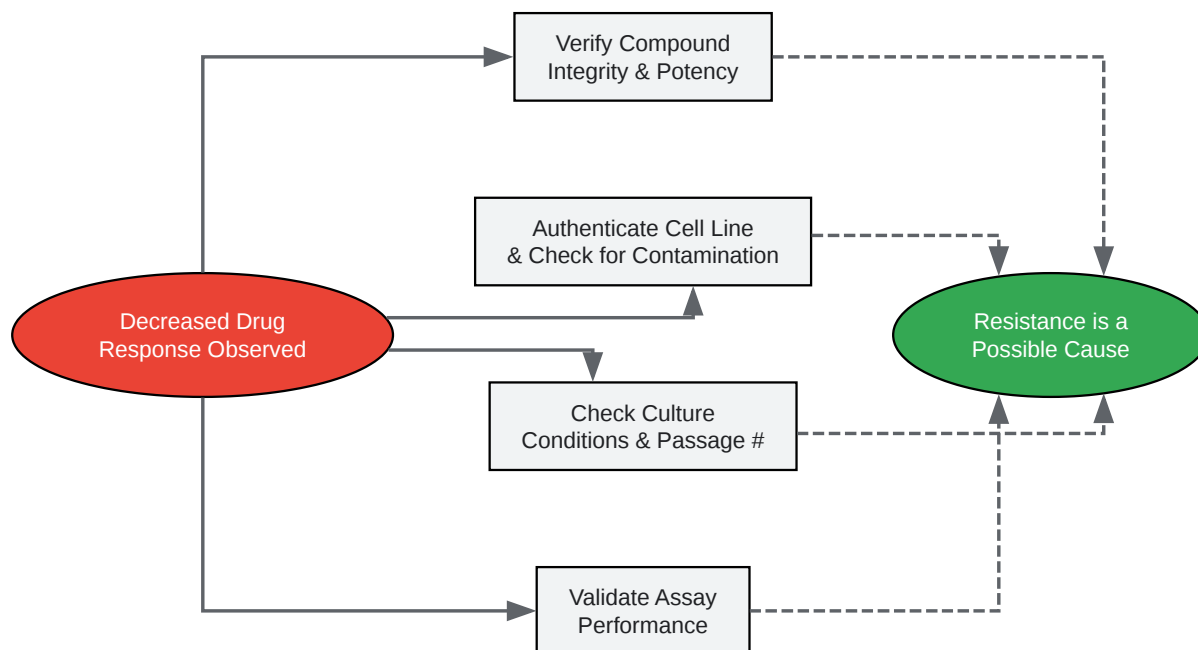 Verify Compound
Integrity & Potency
Authenticate Cell Line
& Check for Contamination
Decreased Drug
Response Observed
Resistance is a
Possible Cause
Check Culture
Conditions & Passage #
Validate Assay
Performance